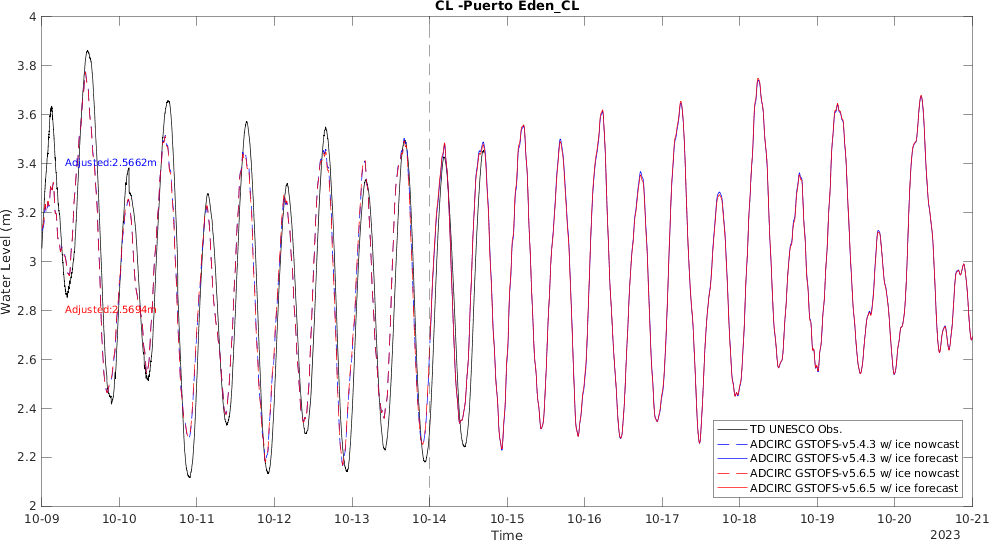 CL -Puerto Eden_CL
4
3.8
3.6
3.4
3.2
3
2.8
2.6
2.4
2.2
2
Water Level (m)
Adjusted:2.5662m
Adjusted:2.5694m
TD UNESCO Obs.
ADCIRC GSTOFS-v5.4.3 w/ ice nowcast
ADCIRC GSTOFS-v5.4.3 w/ ice forecast
ADCIRC GSTOFS-v5.6.5 w/ ice nowcast
ADCIRC GSTOFS-v5.6.5 w/ ice forecast
10-09 10-10 10-11 10-12 10-13 10-14 10-15 10-16 10-17 10-18 10-19 10-20 10-21
Time
2023